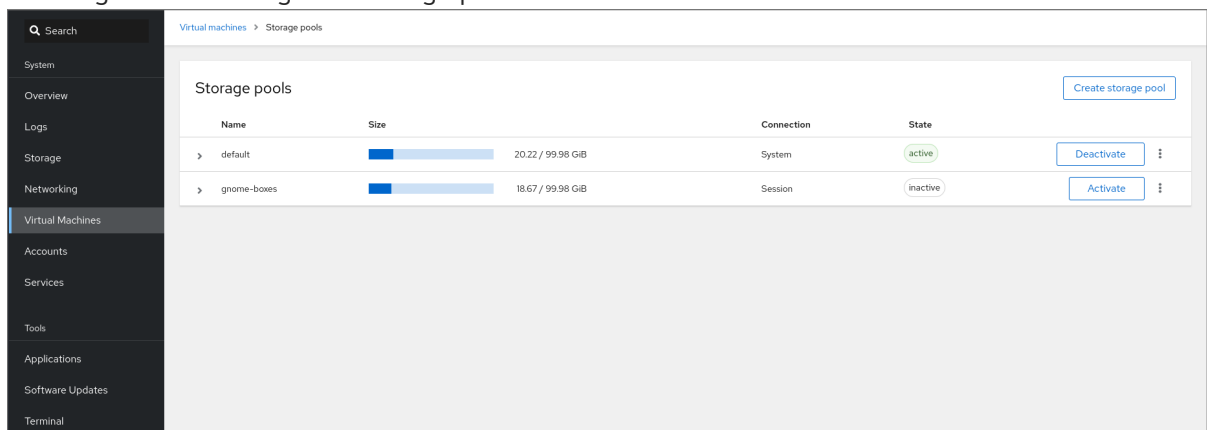 Search
Virtual machines > Storage pools
System
Overview
Logs
Storage
Networking
Virtual Machines
Accounts
Services
Tools
Applications
Software Updates
Terminal
Storage pools
Create storage pool
Name Size Connection State
default 20.22 / 99.98 GiB System active Deactivate
gnome-boxes 18.67 / 99.98 GiB Session inactive Activate